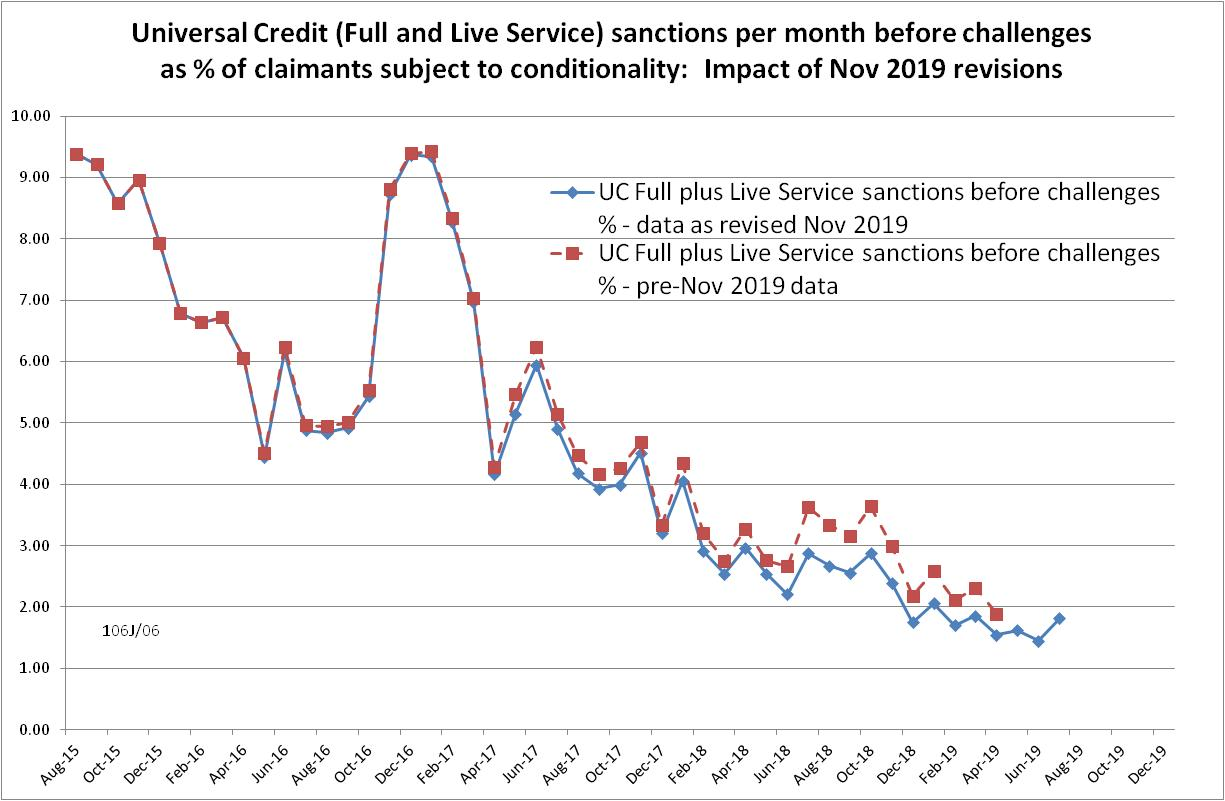 Universal Credit (Full and Live Service) sanctions per month before challenges
as % of claimants subject to conditionality:  Impact of Nov 2019 revisions
10.00
9.00
8.00
7.00
6.00
5.00
4.00
3.00
2.00
1.00
0.00
UC Full plus Live Service sanctions before challenges
% - data as revised Nov 2019
UC Full plus Live Service sanctions before challenges
% - pre-Nov 2019 data
106J/06
Aug-15
Oct-15
Dec-15
Feb-16
Apr-16
Jun-16
Aug-16
Oct-16
Dec-16
Feb-17
Apr-17
Jun-17
Aug-17
Oct-17
Dec-17
Feb-18
Apr-18
Jun-18
Aug-18
Oct-18
Dec-18
Feb-19
Apr-19
Jun-19
Aug-19
Oct-19
Dec-19